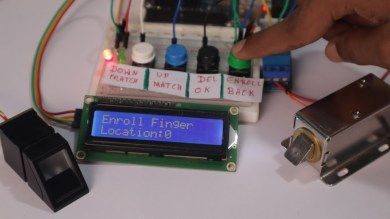 DOWN
MATCH
UP
MATCH
DEL
OK
ENROLL
BACK
Enroll Finger
Location:0